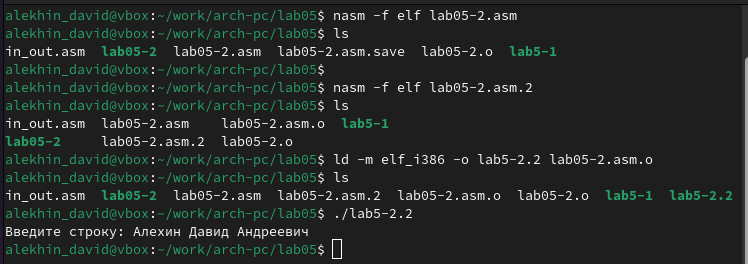 alekhin_david@vbox:~/work/arch-pc/lab05$ nasm -f elf lab05-2.asm
alekhin_david@vbox:~/work/arch-pc/lab05$ ls
in_out.asm  lab05-2  lab05-2.asm  lab05-2.asm.save  lab05-2.o  lab5-1
alekhin_david@vbox:~/work/arch-pc/lab05$
alekhin_david@vbox:~/work/arch-pc/lab05$ nasm -f elf lab05-2.asm.2
alekhin_david@vbox:~/work/arch-pc/lab05$ ls
in_out.asm  lab05-2.asm    lab05-2.asm.o  lab5-1
lab05-2     lab05-2.asm.2  lab05-2.o
alekhin_david@vbox:~/work/arch-pc/lab05$ ld -m elf_i386 -o lab5-2.2 lab05-2.asm.o
alekhin_david@vbox:~/work/arch-pc/lab05$ ls
in_out.asm  lab05-2  lab05-2.asm  lab05-2.asm.2  lab05-2.asm.o  lab05-2.o  lab5-1  lab5-2.2
alekhin_david@vbox:~/work/arch-pc/lab05$ ./lab5-2.2
Введите строку: Алехин Давид Андреевич
alekhin_david@vbox:~/work/arch-pc/lab05$